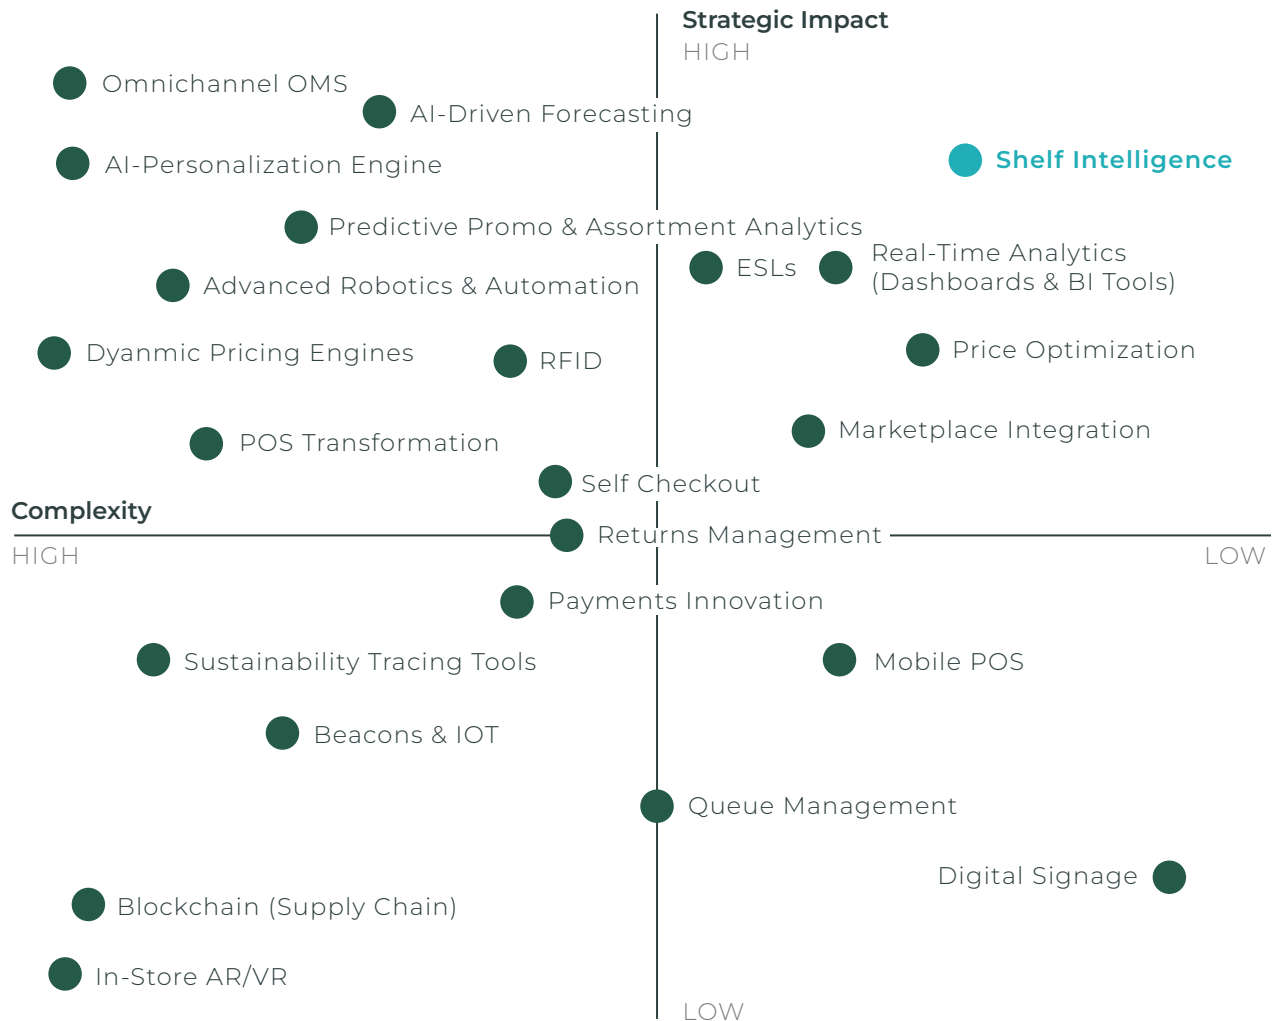 Strategic Impact
HIGH
Omnichannel OMS
AI-Driven Forecasting
AI-Personalization Engine
Shelf Intelligence
Predictive Promo & Assortment Analytics
ESLs
Real-Time Analytics
(Dashboards & BI Tools)
Advanced Robotics & Automation
Dyanmic Pricing Engines
RFID
Price Optimization
POS Transformation
Marketplace Integration
Self Checkout
Complexity
Returns Management
HIGH
LOW
Payments Innovation
Sustainability Tracing Tools
Mobile POS
Beacons & IOT
Queue Management
Digital Signage
Blockchain (Supply Chain)
In-Store AR/VR
LOW